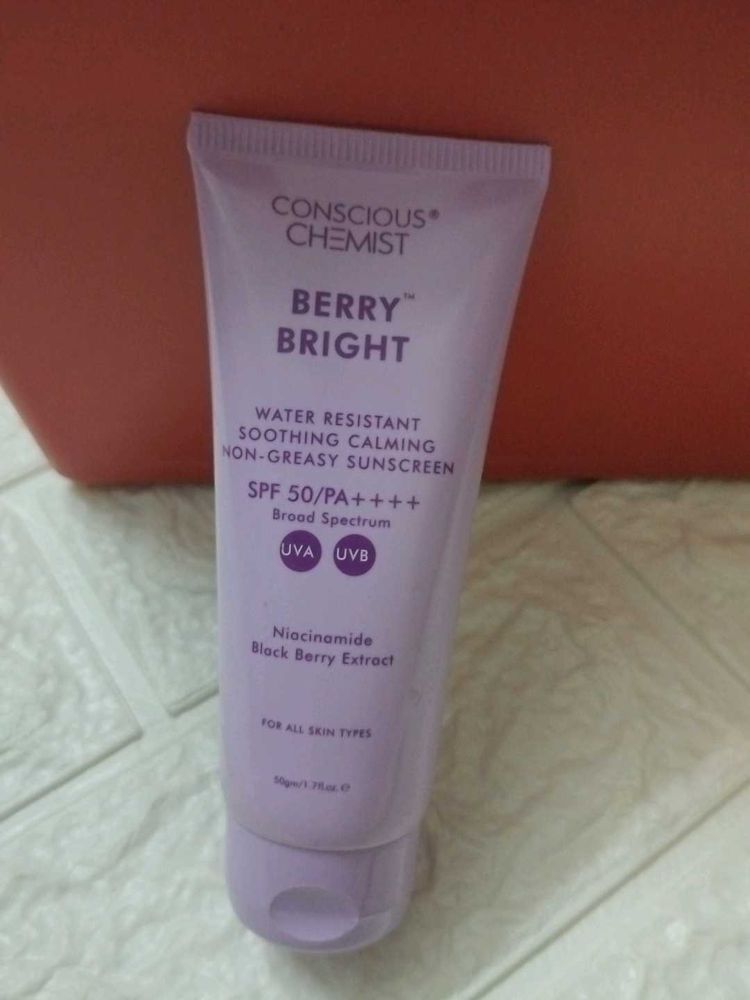 CONSCIOUS®
CHEMIST
BERRY™
BRIGHT
WATER RESISTANT
SOOTHING CALMING
NON-GREASY SUNSCREEN
SPF 50/PA++++
Broad Spectrum
UVA UVB
Niacinamide
Black Berry Extract
FOR ALL SKIN TYPES
50gm/1.7fl.oz. ℮